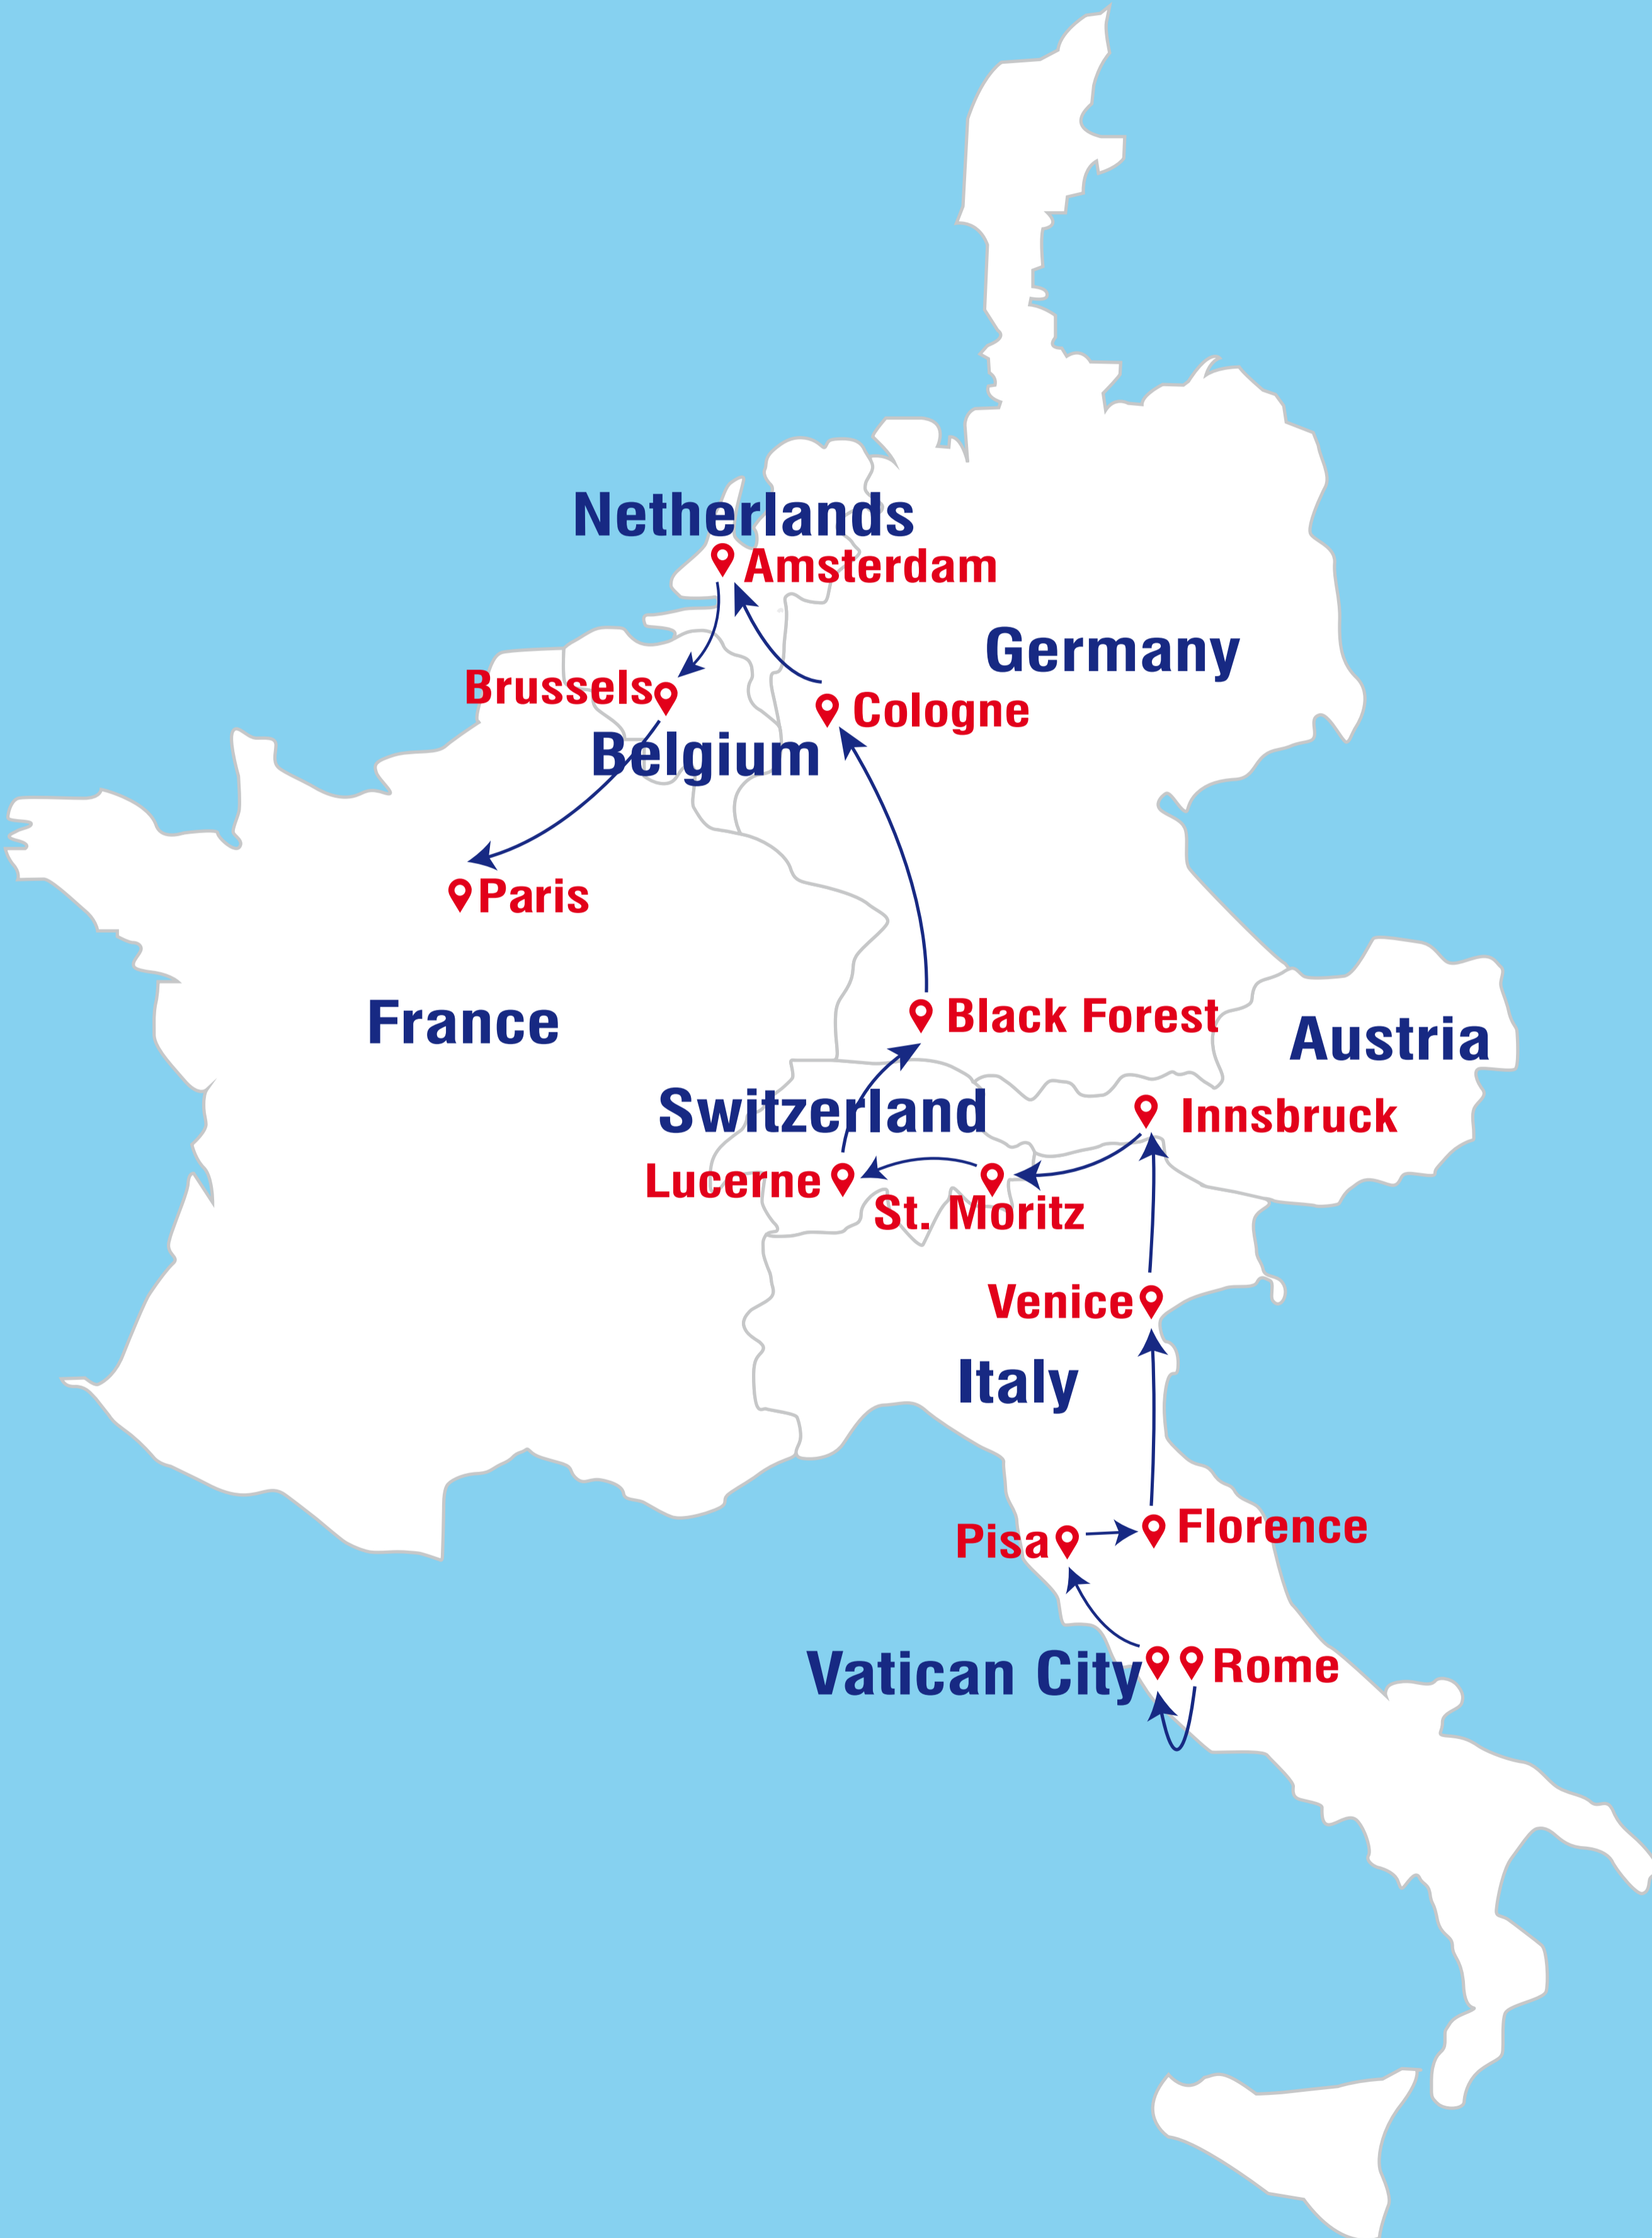 Netherlands
Amsterdam
Germany
Brussels
Cologne
Belgium
Paris
France
Black Forest
Austria
Switzerland
Innsbruck
Lucerne
St. Moritz
Venice
Italy
Pisa
Florence
Vatican City
Rome